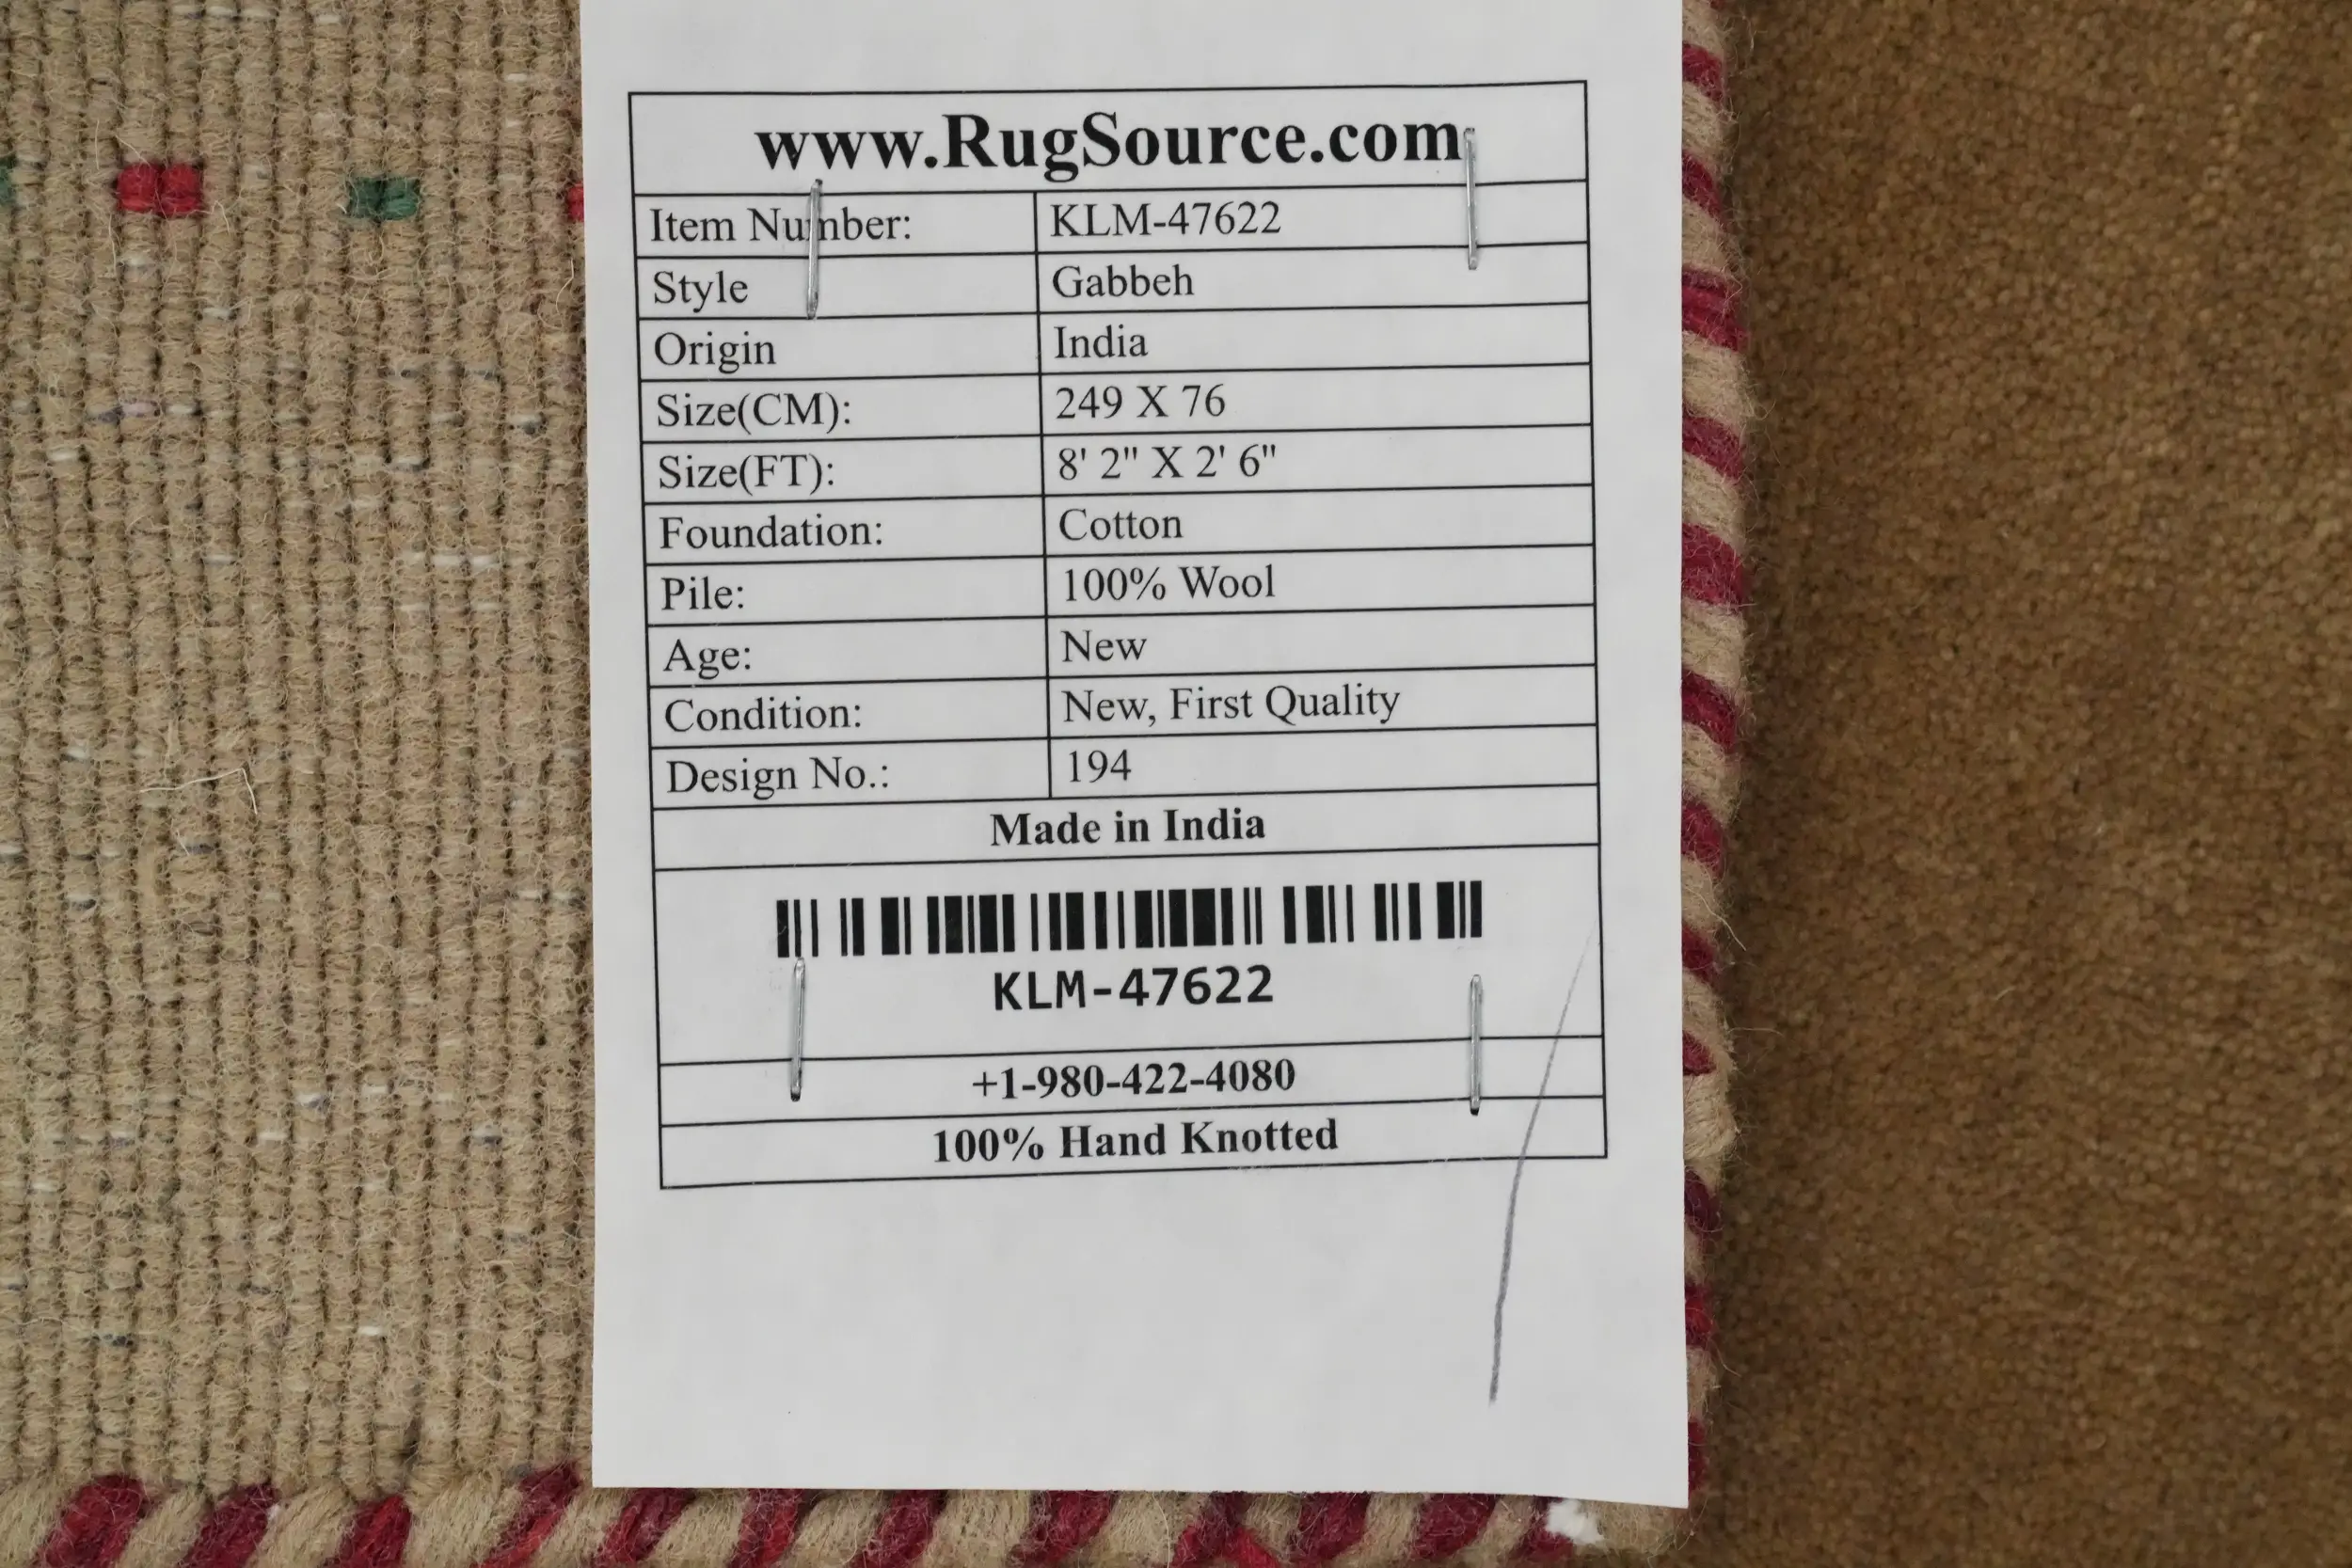 www.RugSource.com
Item Number: KLM-47622
Style Gabbeh
Origin India
Size(CM): 249 X 76
Size(FT): 8' 2" X 2' 6"
Foundation: Cotton
Pile: 100% Wool
Age: New
Condition: New, First Quality
Design No.: 194
Made in India
KLM-47622
+1-980-422-4080
100% Hand Knotted